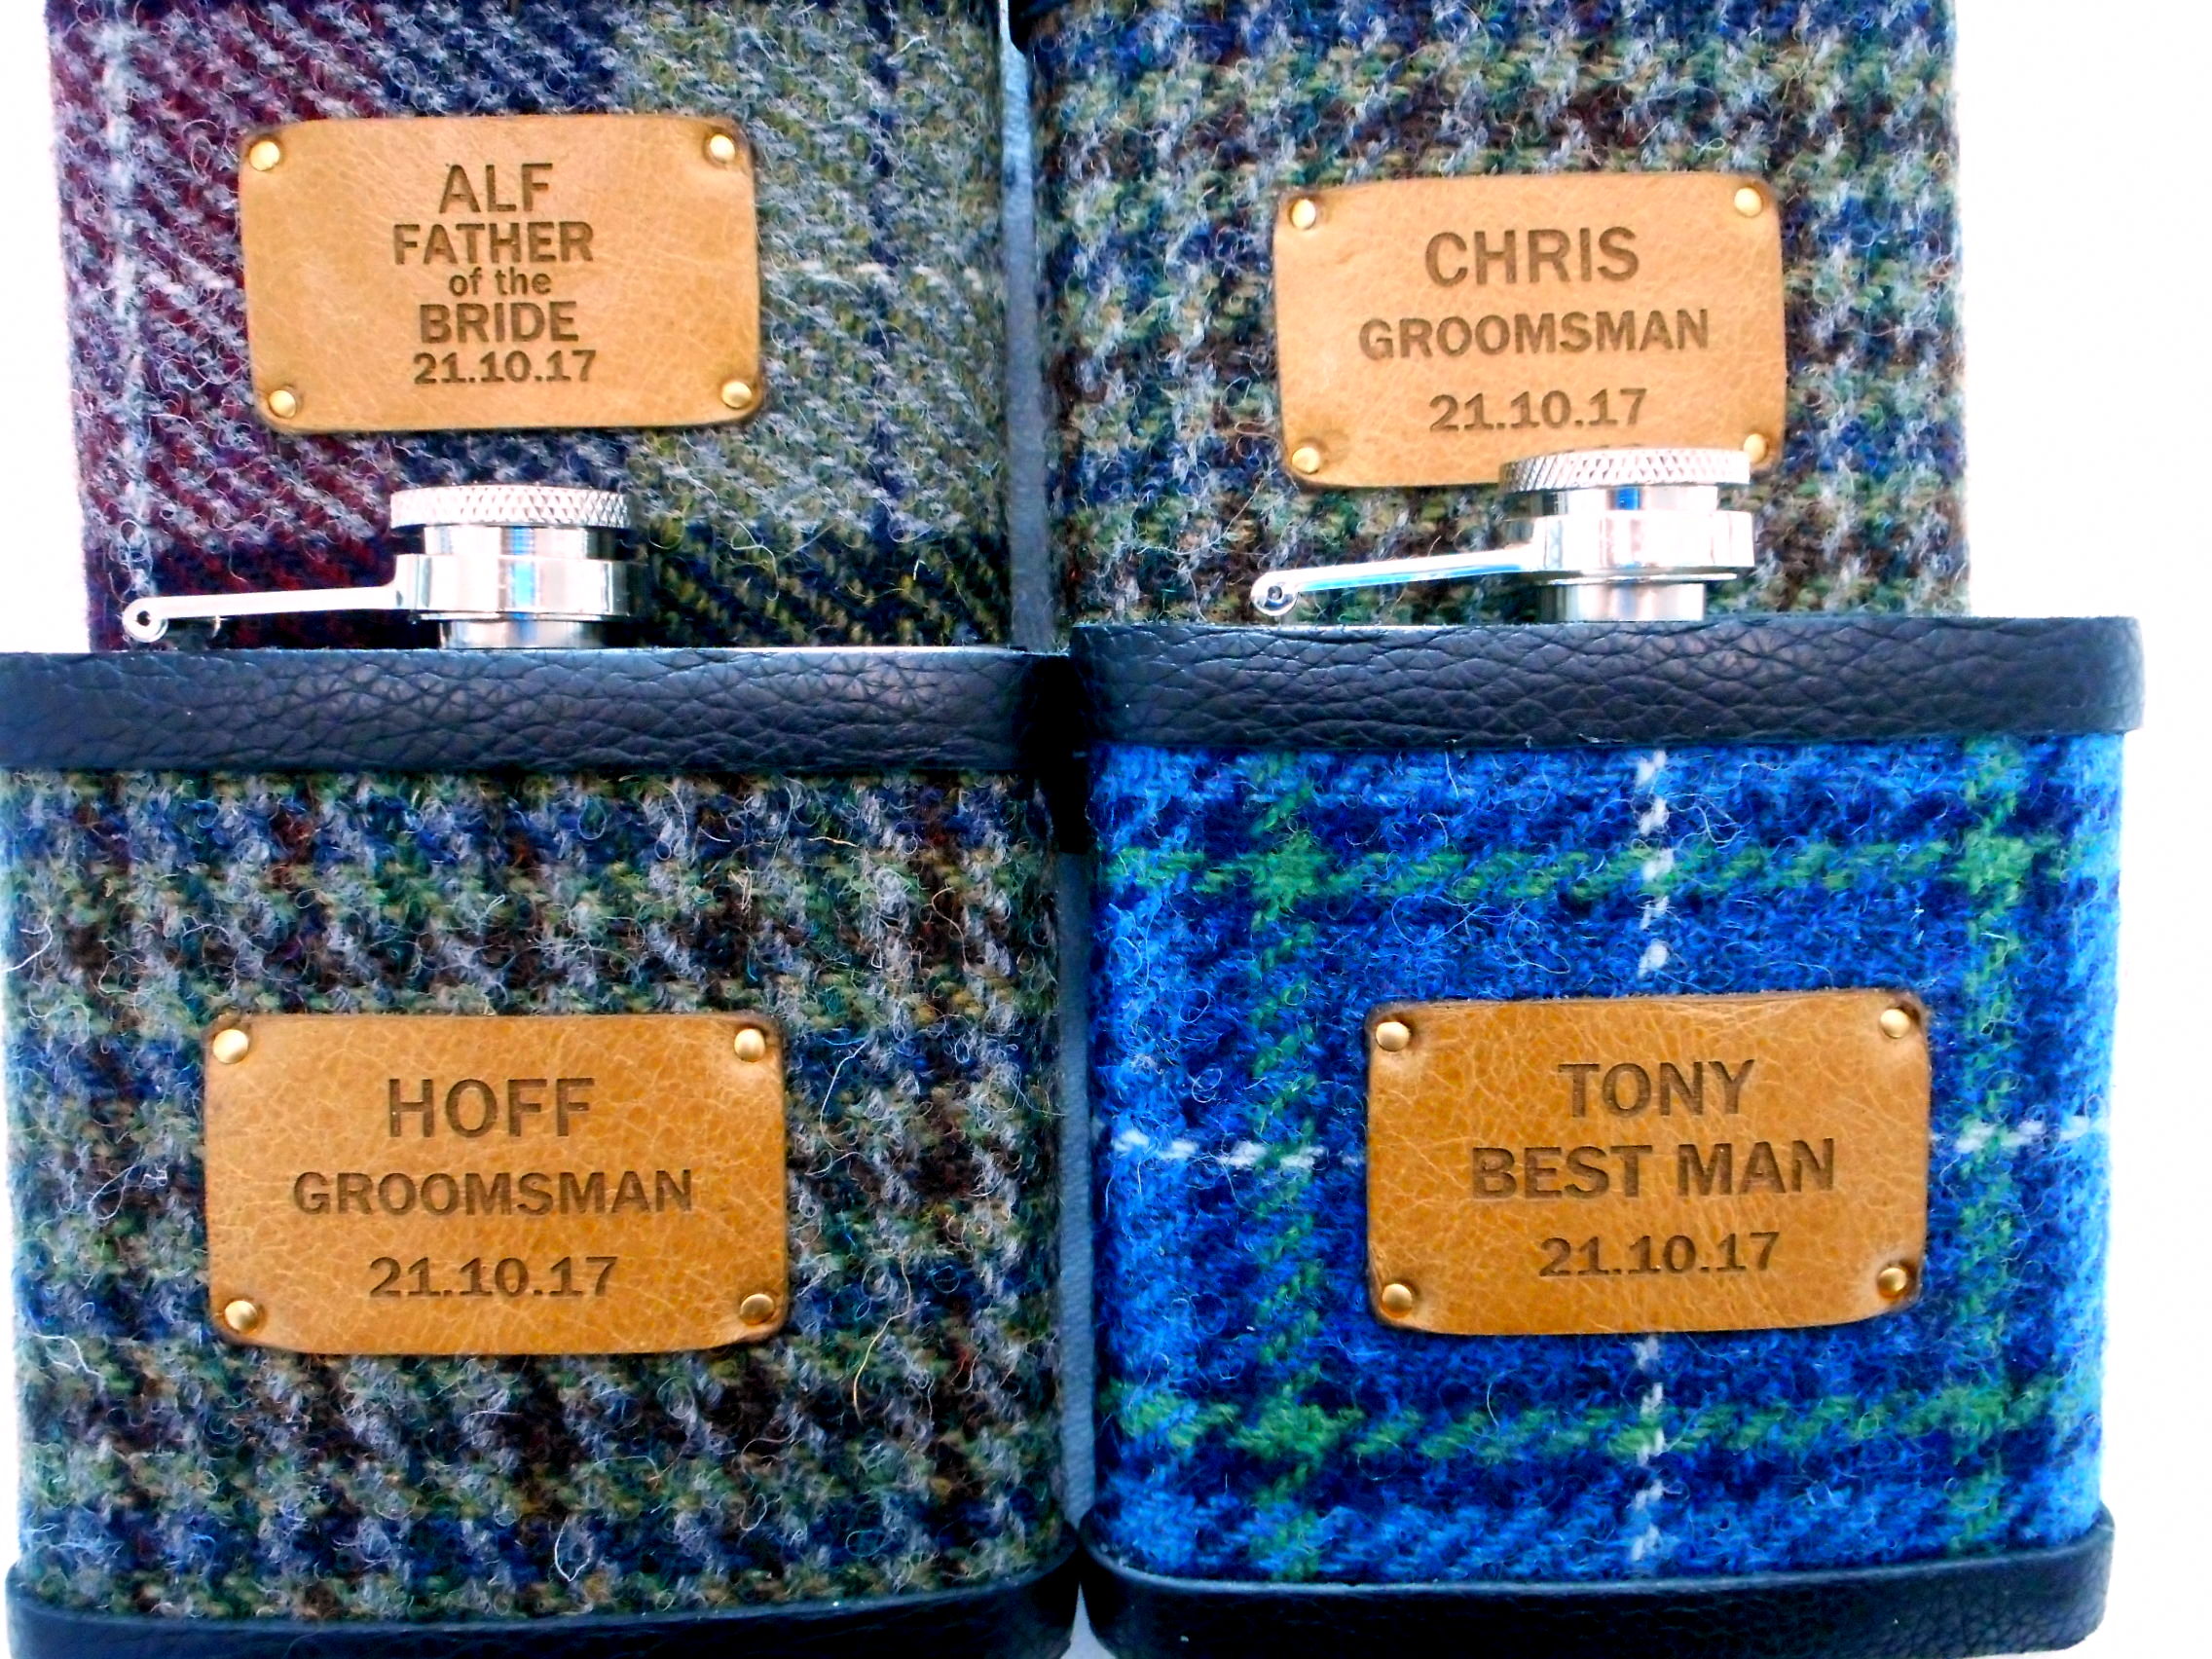 ALF
FATHER
of the
BRIDE
21.10.17
CHRIS
GROOMSMAN
21.10.17
HOFF
GROOMSMAN
21.10.17
TONY
BEST MAN
21.10.17